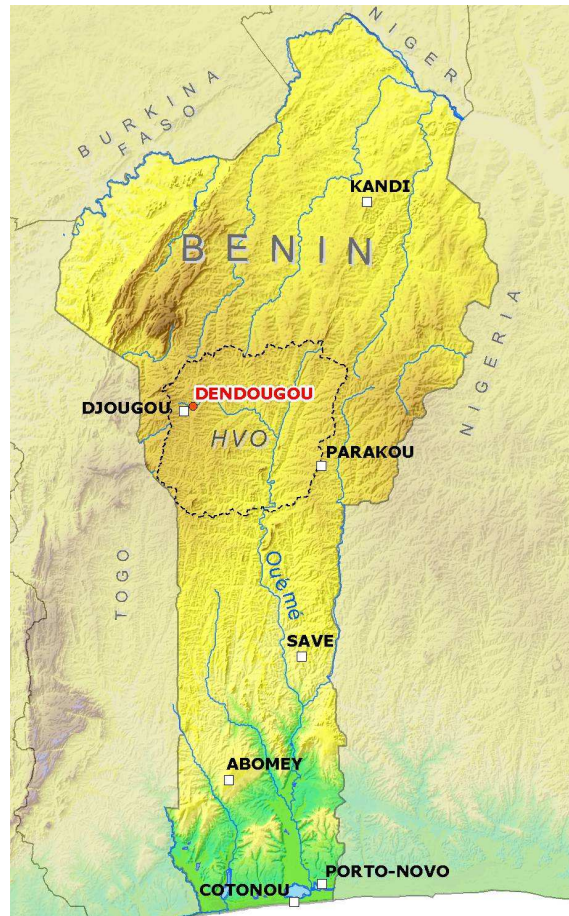 NIGER
BURKINA
FASO
KANDI
BENIN
NIGERIA
DENDOUGOU
DJOUGOU
HVO
PARAKOU
TOGO
Ouémé
SAVE
ABOMEY
PORTO-NOVO
COTONOU